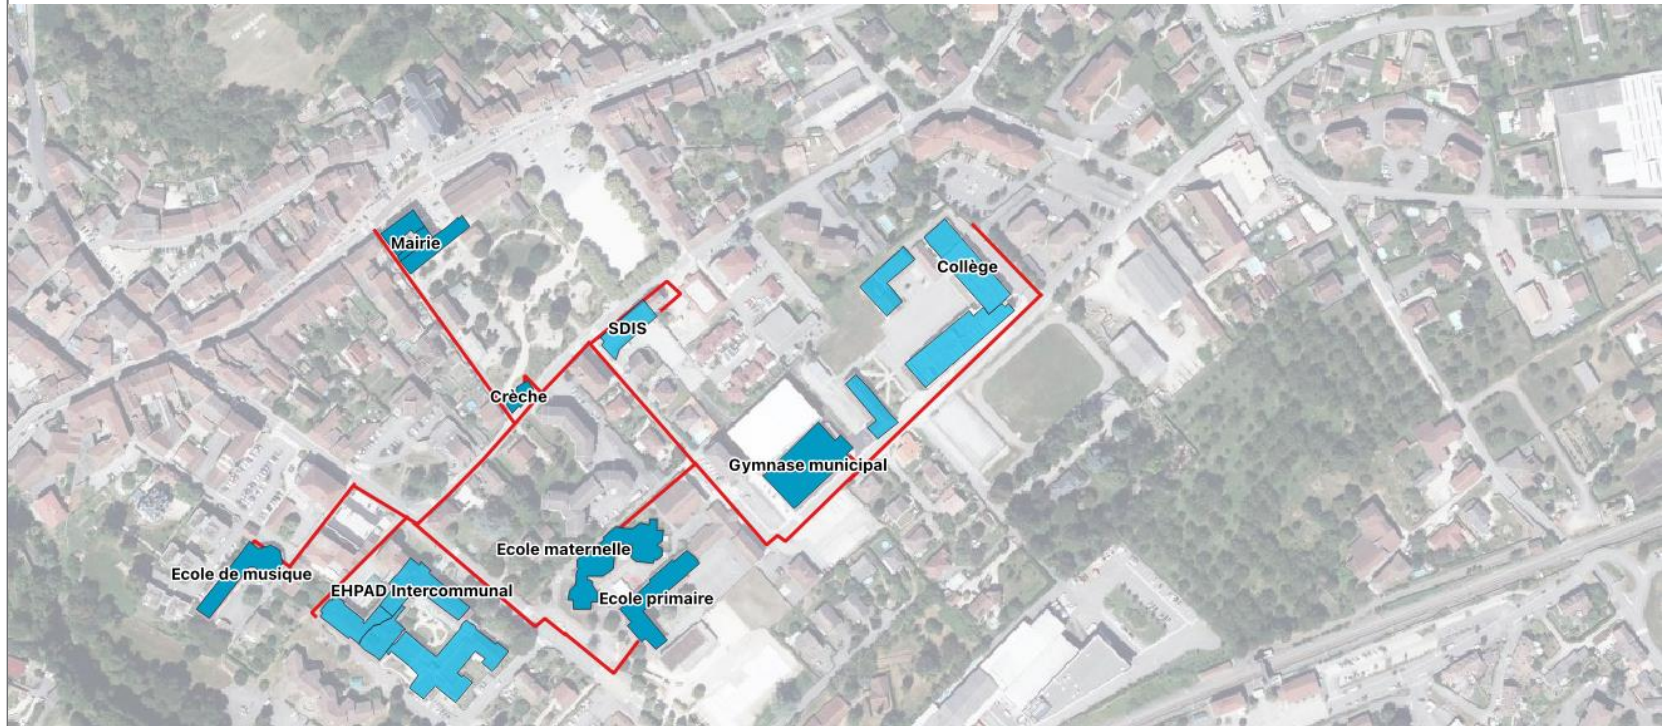 Mairie
Collège
SDIS
Crèche
Gymnase municipal
Ecole maternelle
Ecole de musique
EHPAD Intercommunal
Ecole primaire